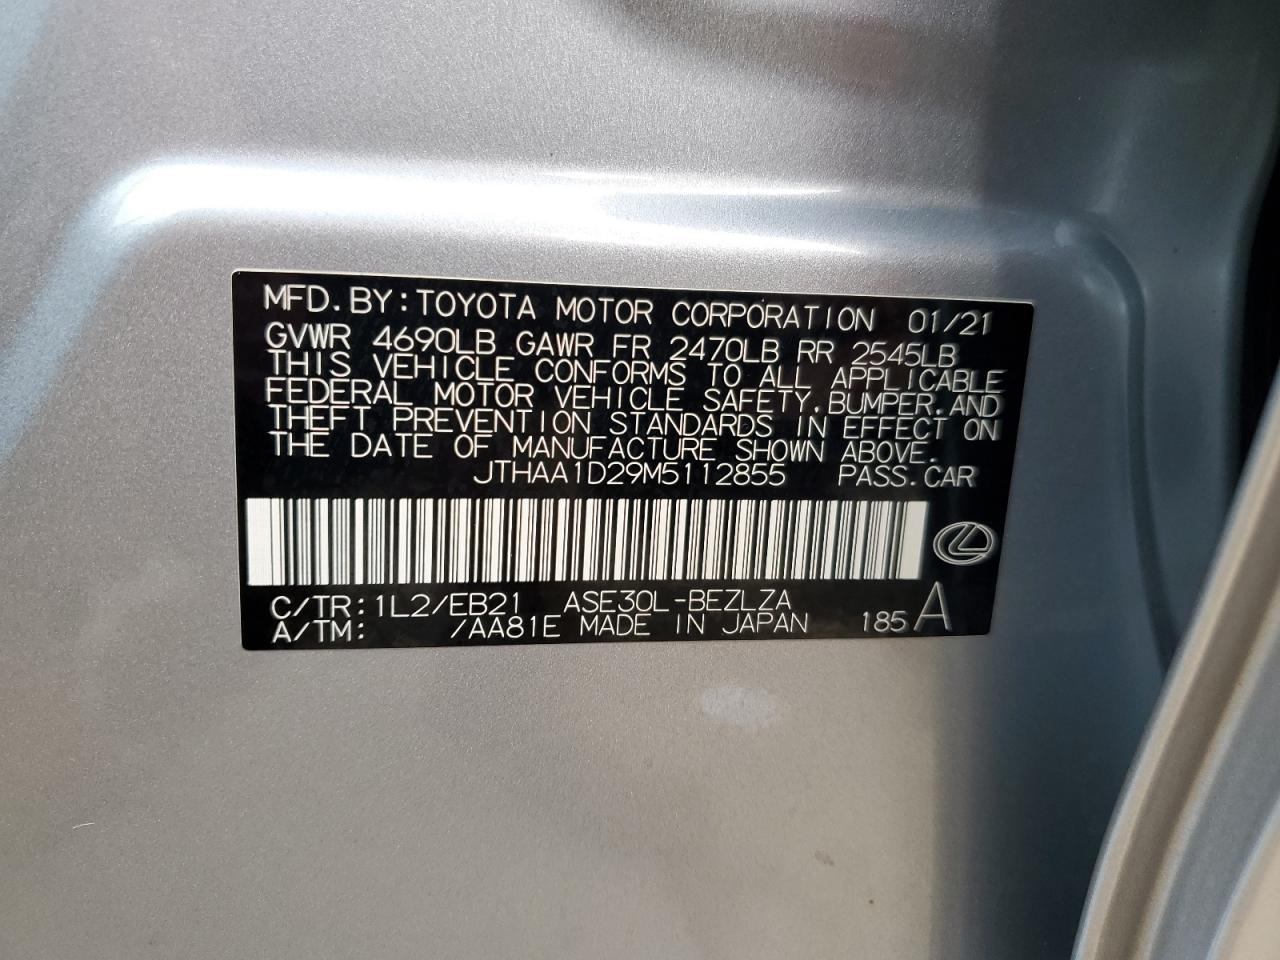 MFD. BY: TOYOTA MOTOR CORPORATION 01/21
GVWR 4690LB GAWR FR 2470LB RR 2545LB
THIS VEHICLE CONFORMS TO ALL APPLICABLE
FEDERAL MOTOR VEHICLE SAFETY, BUMPER, AND
THEFT PREVENTION STANDARDS IN EFFECT ON
THE DATE OF MANUFACTURE SHOWN ABOVE.
JTHAA1D29M5112855 PASS. CAR
C/TR: 1L2/EB21 ASE30L-BEZLZA
A/TM: /AA81E MADE IN JAPAN 185 A